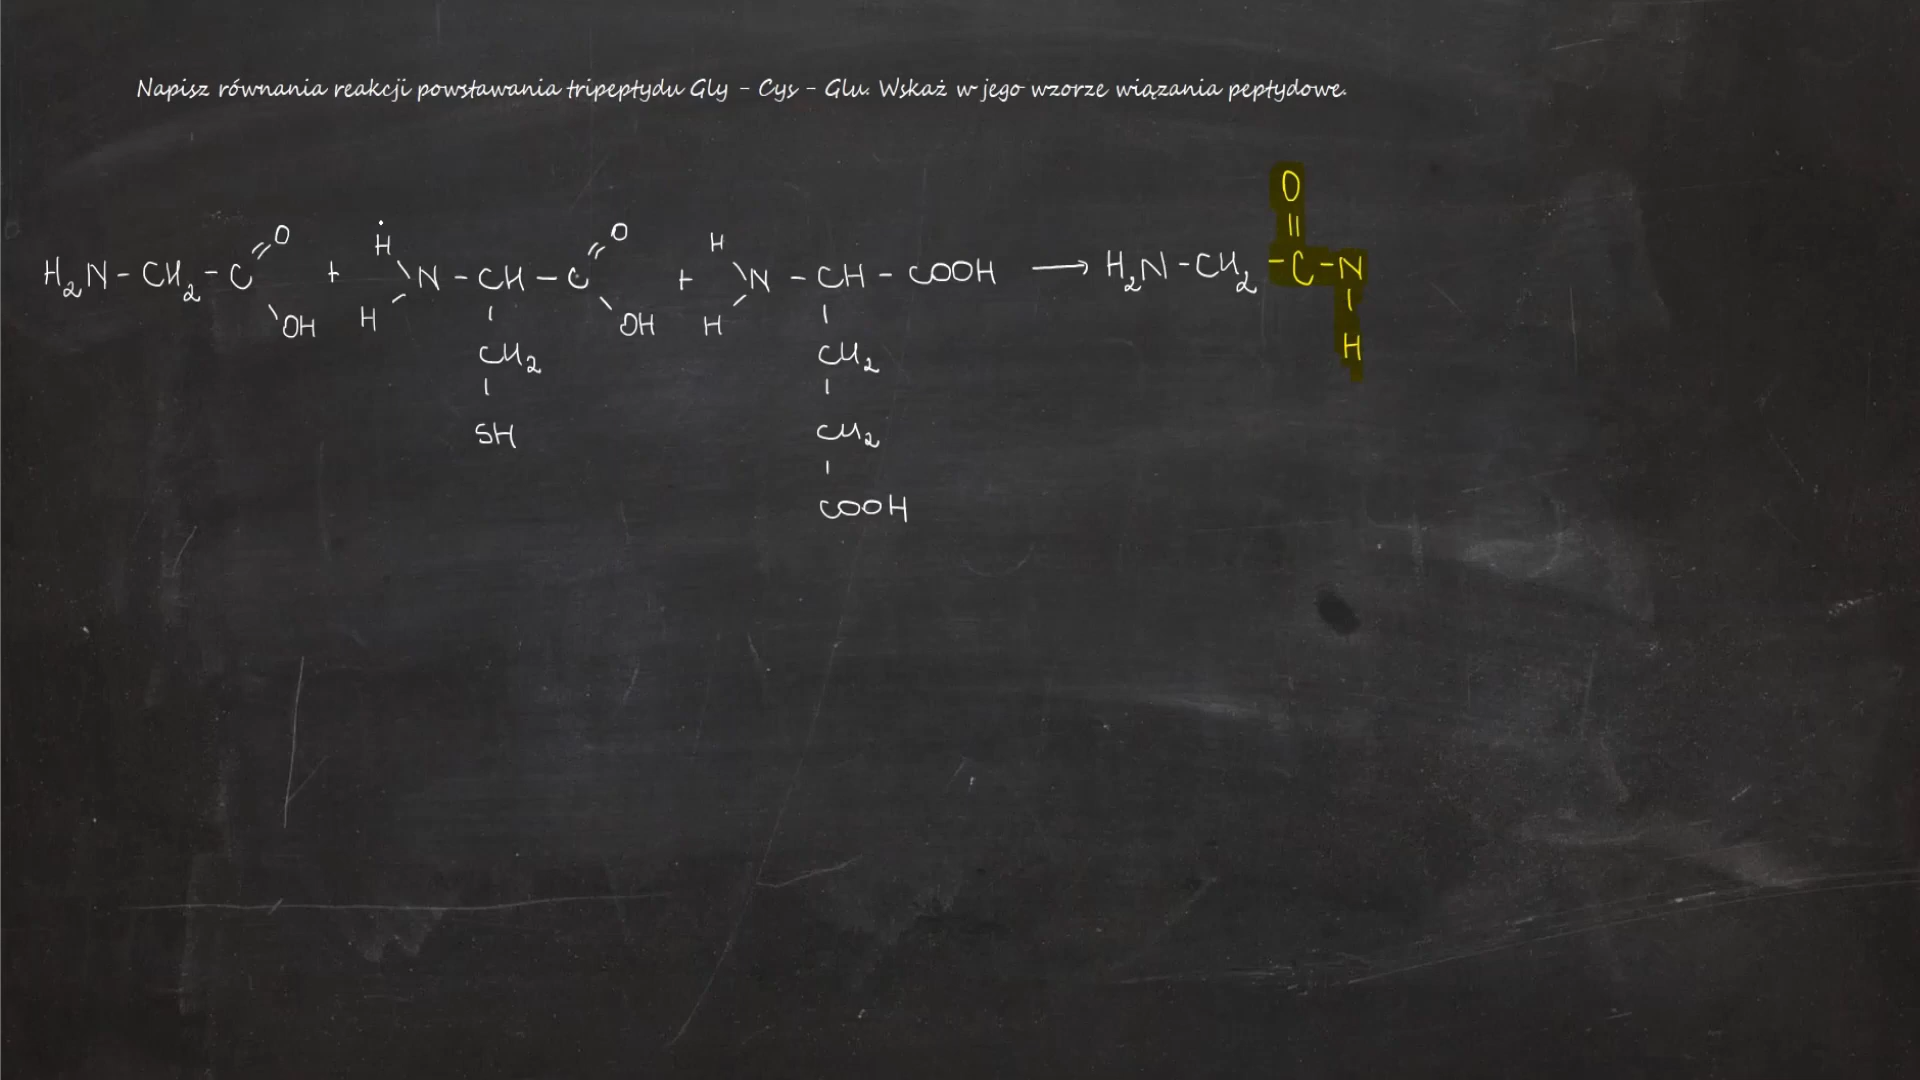 Napisz równania reakcji powstawania tripeptydu Gly - Cys - Glu. Wskaż w jego wzorze wiązania peptydowe.
O H O H O
H₂N - CH₂ - C + N - CH - C + N - CH - COOH → H₂N - CH₂ - C - N
OH H CH₂ OH H CH₂ H
SH CH₂
COOH